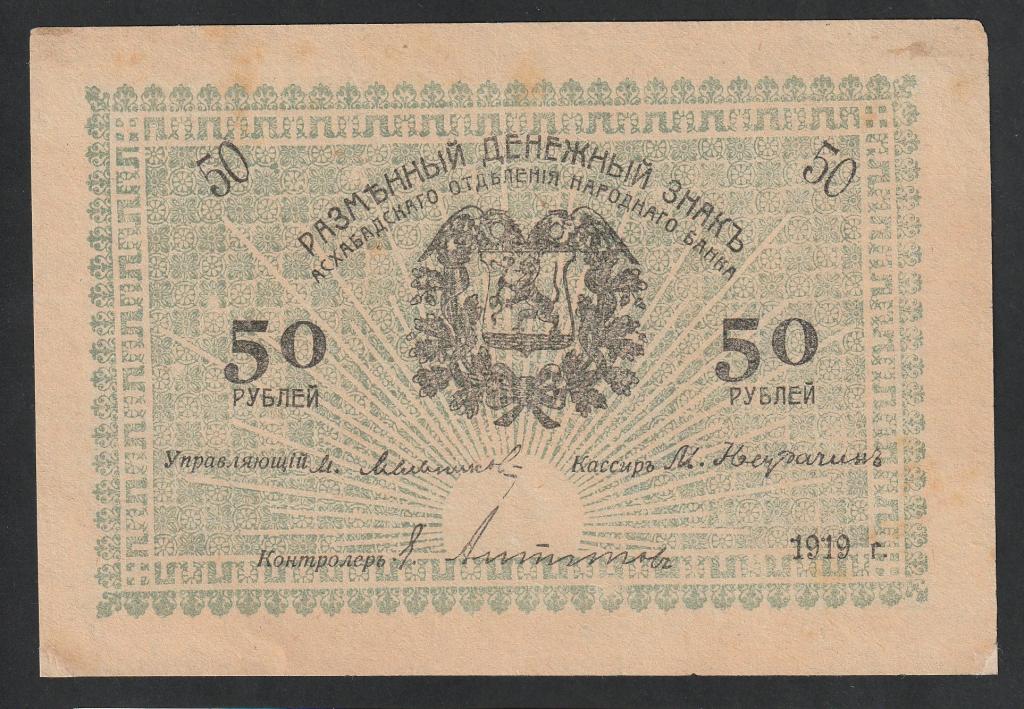 50 50
РАЗМѢННЫЙ ДЕНЕЖНЫЙ ЗНАКЪ
АСХАБАДСКАГО ОТДѢЛЕНІЯ НАРОДНАГО БАНКА
50 50
РУБЛЕЙ РУБЛЕЙ
Управляющій М. Кассиръ М.
Контролеръ
1919 г.